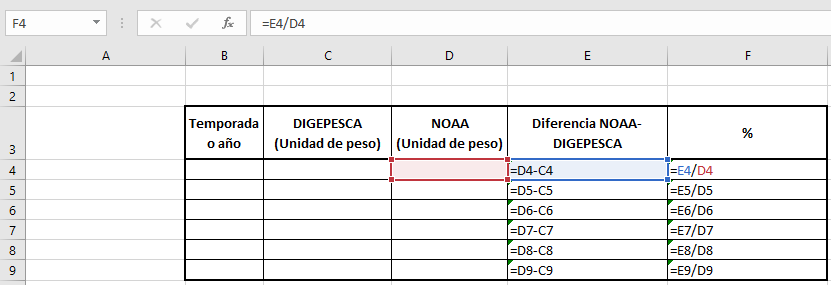 F4 =E4/D4
A B C D E F
1
2
3 Temporada o año DIGEPESCA (Unidad de peso) NOAA (Unidad de peso) Diferencia NOAA-DIGEPESCA %
4 =D4-C4 =E4/D4
5 =D5-C5 =E5/D5
6 =D6-C6 =E6/D6
7 =D7-C7 =E7/D7
8 =D8-C8 =E8/D8
9 =D9-C9 =E9/D9